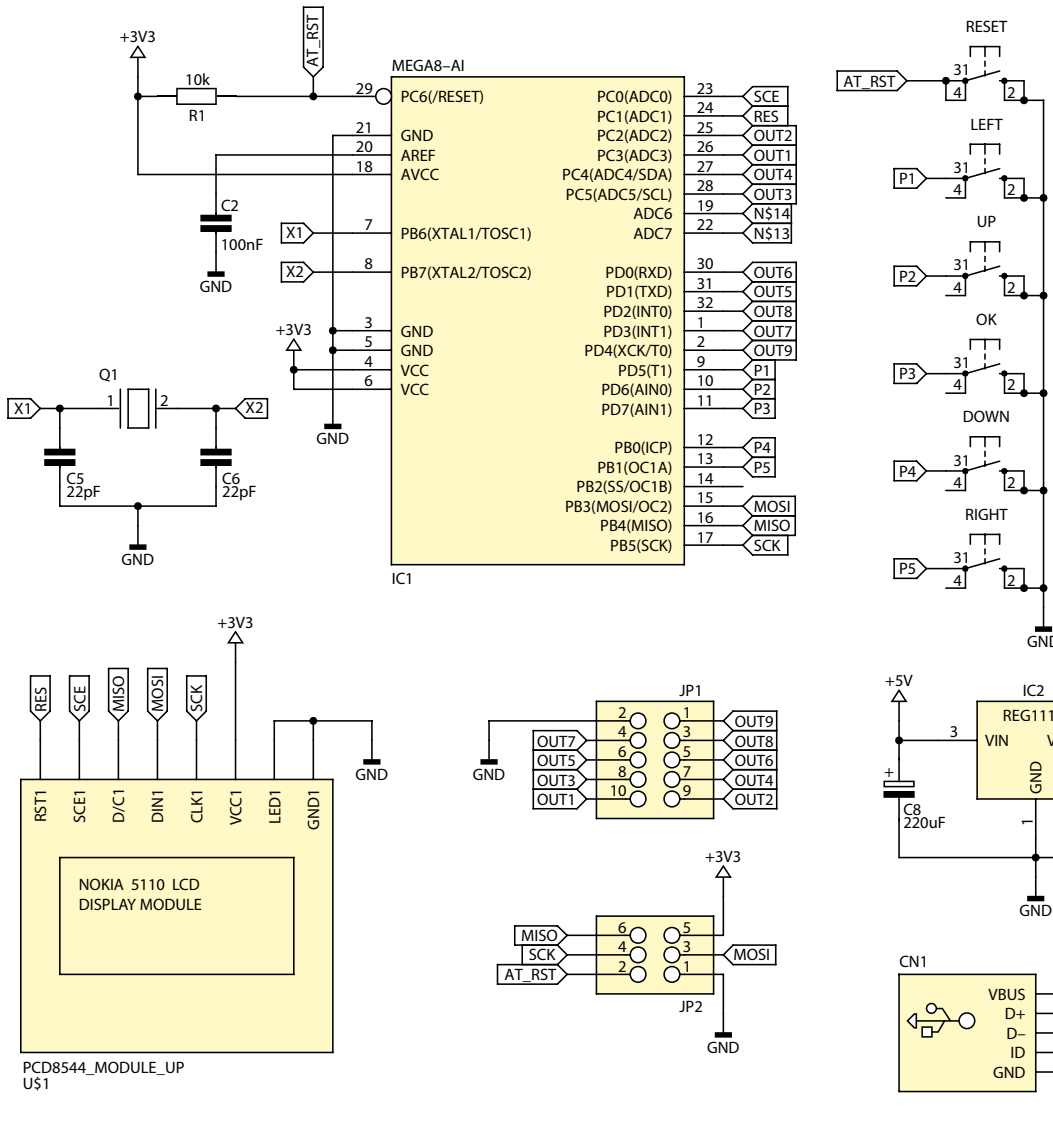 +3V3
AT_RST
10k
R1
C2
100nF
GND
X1
X2
+3V3
GND
MEGA8–AI
29 PC6(/RESET)
21 GND
20 AREF
18 AVCC
7 PB6(XTAL1/TOSC1)
8 PB7(XTAL2/TOSC2)
3 GND
5 GND
4 VCC
6 VCC
PC0(ADC0) 23 SCE
PC1(ADC1) 24 RES
PC2(ADC2) 25 OUT2
PC3(ADC3) 26 OUT1
PC4(ADC4/SDA) 27 OUT4
PC5(ADC5/SCL) 28 OUT3
ADC6 19 N$14
ADC7 22 N$13
PD0(RXD) 30 OUT6
PD1(TXD) 31 OUT5
PD2(INT0) 32 OUT8
PD3(INT1) 1 OUT7
PD4(XCK/T0) 2 OUT9
PD5(T1) 9 P1
PD6(AIN0) 10 P2
PD7(AIN1) 11 P3
PB0(ICP) 12 P4
PB1(OC1A) 13 P5
PB2(SS/OC1B) 14
PB3(MOSI/OC2) 15 MOSI
PB4(MISO) 16 MISO
PB5(SCK) 17 SCK
IC1
Q1
X1 1 2 X2
C5
22pF
C6
22pF
GND
RESET
AT_RST 31
4 2
LEFT
P1 31
4 2
UP
P2 31
4 2
OK
P3 31
4 2
DOWN
P4 31
4 2
RIGHT
P5 31
4 2
GND
+3V3
RES
SCE
MISO
MOSI
SCK
GND
RST1
SCE1
D/C1
DIN1
CLK1
VCC1
LED1
GND1
NOKIA 5110 LCD
DISPLAY MODULE
PCD8544_MODULE_UP
U$1
JP1
GND
2 1 OUT9
OUT7 4 3 OUT8
OUT5 6 5 OUT6
OUT3 8 7 OUT4
OUT1 10 9 OUT2
+3V3
MISO 6 5
SCK 4 3 MOSI
AT_RST 2 1
JP2
GND
+5V
IC2
REG111
3 VIN V
GND
1
+
C8
220uF
GND
CN1
VBUS
D+
D–
ID
GND